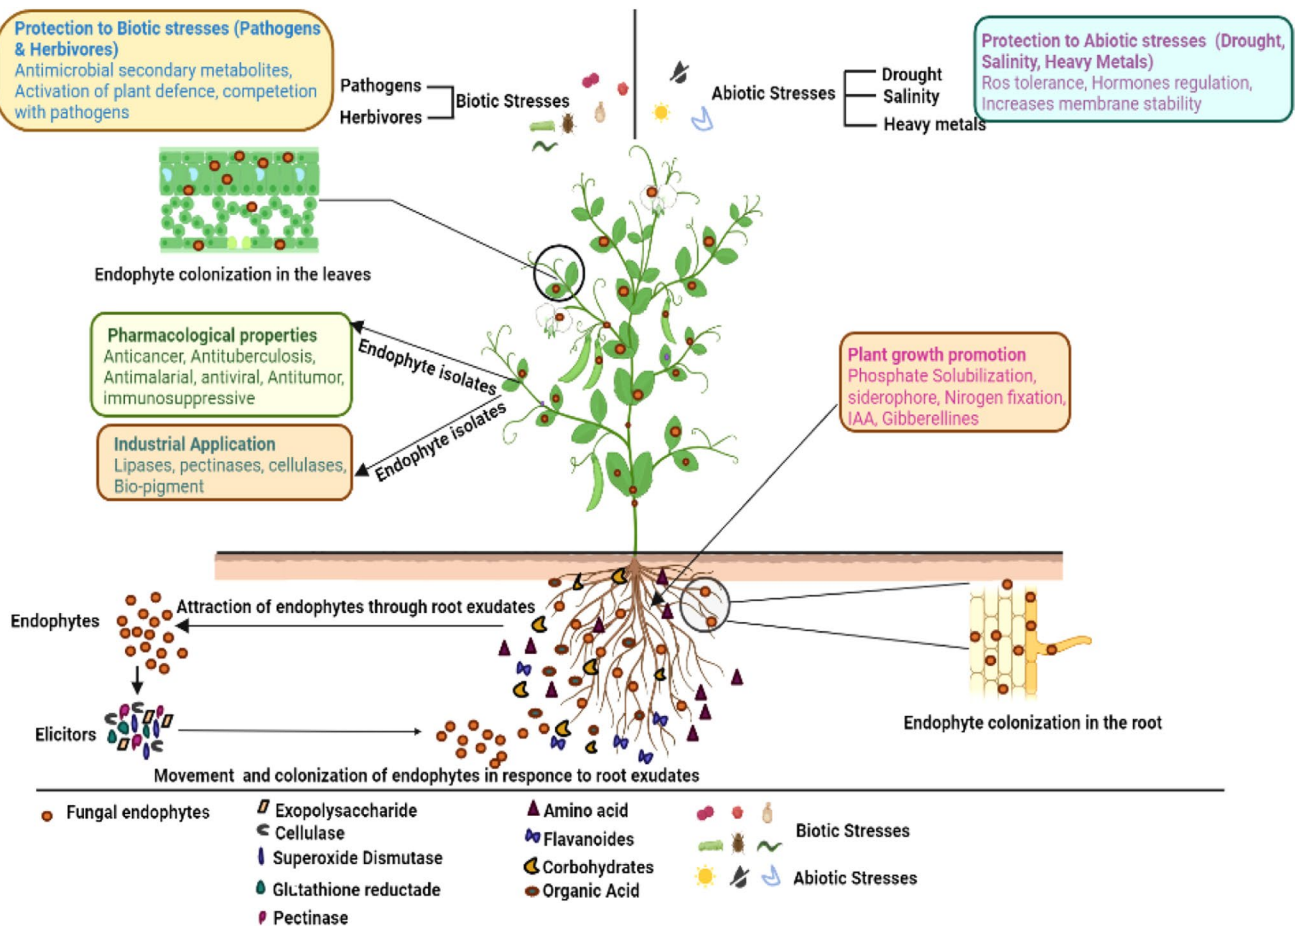 Protection to Biotic stresses (Pathogens
& Herbivores)
Antimicrobial secondary metabolites,
Activation of plant defence, competetion
with pathogens
Pathogens
Herbivores
Biotic Stresses
Abiotic Stresses
Drought
Salinity
Heavy metals
Protection to Abiotic stresses (Drought,
Salinity, Heavy Metals)
Ros tolerance, Hormones regulation,
Increases membrane stability
Endophyte colonization in the leaves
Pharmacological properties
Anticancer, Antituberculosis,
Antimalarial, antiviral, Antitumor,
immunosuppressive
Endophyte isolates
Industrial Application
Lipases, pectinases, cellulases,
Bio-pigment
Endophyte isolates
Plant growth promotion
Phosphate Solubilization,
siderophore, Nirogen fixation,
IAA, Gibberellines
Attraction of endophytes through root exudates
Endophytes
Elicitors
Endophyte colonization in the root
Movement and colonization of endophytes in responce to root exudates
Fungal endophytes
Exopolysaccharide
Cellulase
Superoxide Dismutase
Glutathione reductade
Pectinase
Amino acid
Flavanoides
Corbohydrates
Organic Acid
Biotic Stresses
Abiotic Stresses